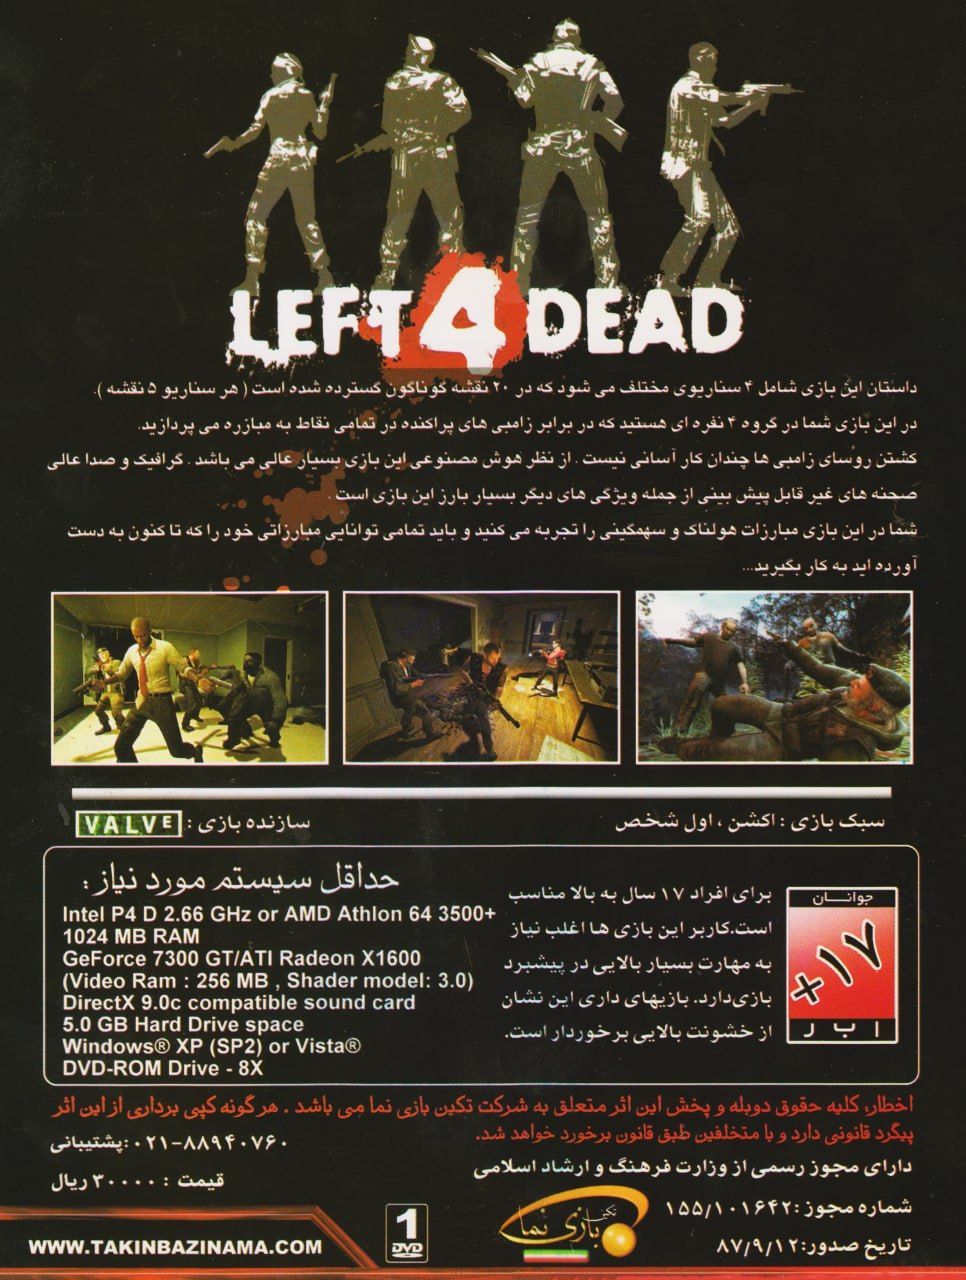 LEFT 4 DEAD
داستان این بازی شامل ۴ سناریوی مختلف می شود که در ۲۰ نقشه گوناگون گسترده شده است ( هر سناریو ۵ نقشه ).
در این بازی شما در گروه ۴ نفره ای هستید که در برابر زامبی های پراکنده در تمامی نقاط به مبارزه می پردازید.
کشتن رؤسای زامبی ها چندان کار آسانی نیست . از نظر هوش مصنوعی این بازی بسیار عالی می باشد . گرافیک و صدا عالی
صحنه های غیر قابل پیش بینی از جمله ویژگی های دیگر بسیار بارز این بازی است .
شما در این بازی مبارزات هولناک و سهمگینی را تجربه می کنید و باید تمامی توانایی مبارزاتی خود را که تا کنون به دست
آورده اید به کار بگیرید...
سبک بازی : اکشن ، اول شخص
سازنده بازی : VALVE
جوانان
+۱۷
ا ب ر
برای افراد ۱۷ سال به بالا مناسب
است.کاربر این بازی ها اغلب نیاز
به مهارت بسیار بالایی در پیشبرد
بازی‌دارد. بازیهای داری این نشان
از خشونت بالایی برخوردار است.
حداقل سیستم مورد نیاز :
Intel P4 D 2.66 GHz or AMD Athlon 64 3500+
1024 MB RAM
GeForce 7300 GT/ATI Radeon X1600
(Video Ram : 256 MB , Shader model: 3.0)
DirectX 9.0c compatible sound card
5.0 GB Hard Drive space
Windows® XP (SP2) or Vista®
DVD-ROM Drive - 8X
اخطار: کلیه حقوق دوبله و پخش این اثر متعلق به شرکت تکین بازی نما می باشد . هر گونه کپی برداری از این اثر
پیگرد قانونی دارد و با متخلفین طبق قانون برخورد خواهد شد.
پشتیبانی: ۰۲۱-۸۸۹۴۰۷۶۰
دارای مجوز رسمی از وزارت فرهنگ و ارشاد اسلامی
قیمت : ۳۰۰۰۰ ریال
شماره مجوز : ۱۵۵/۱۰۱۶۴۲
تاریخ صدور: ۸۷/۹/۱۲
تکین
بازی نما
1
DVD
WWW.TAKINBAZINAMA.COM